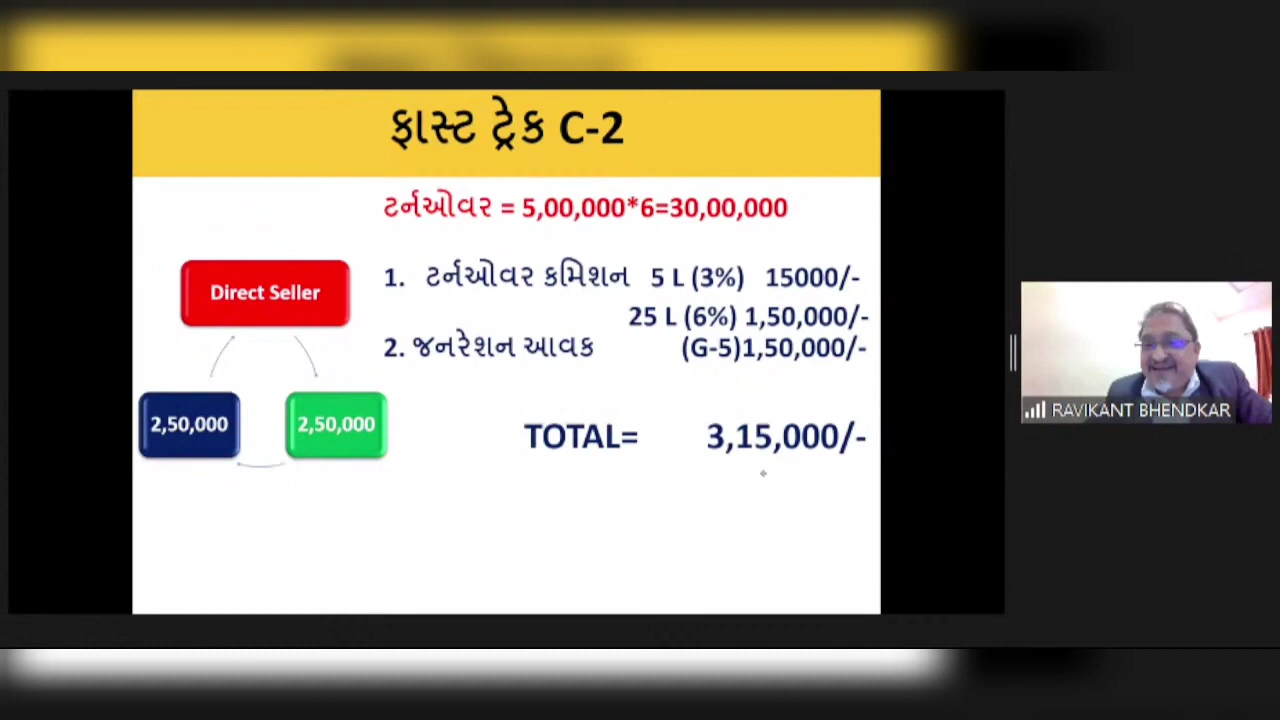 ફાસ્ટ ટ્રેક C-2
ટર્નઓવર = 5,00,000*6=30,00,000
Direct Seller
2,50,000
2,50,000
1. ટર્નઓવર કમિશન 5 L (3%) 15000/-
25 L (6%) 1,50,000/-
2. જનરેશન આવક (G-5)1,50,000/-
TOTAL= 3,15,000/-
RAVIKANT BHENDKAR